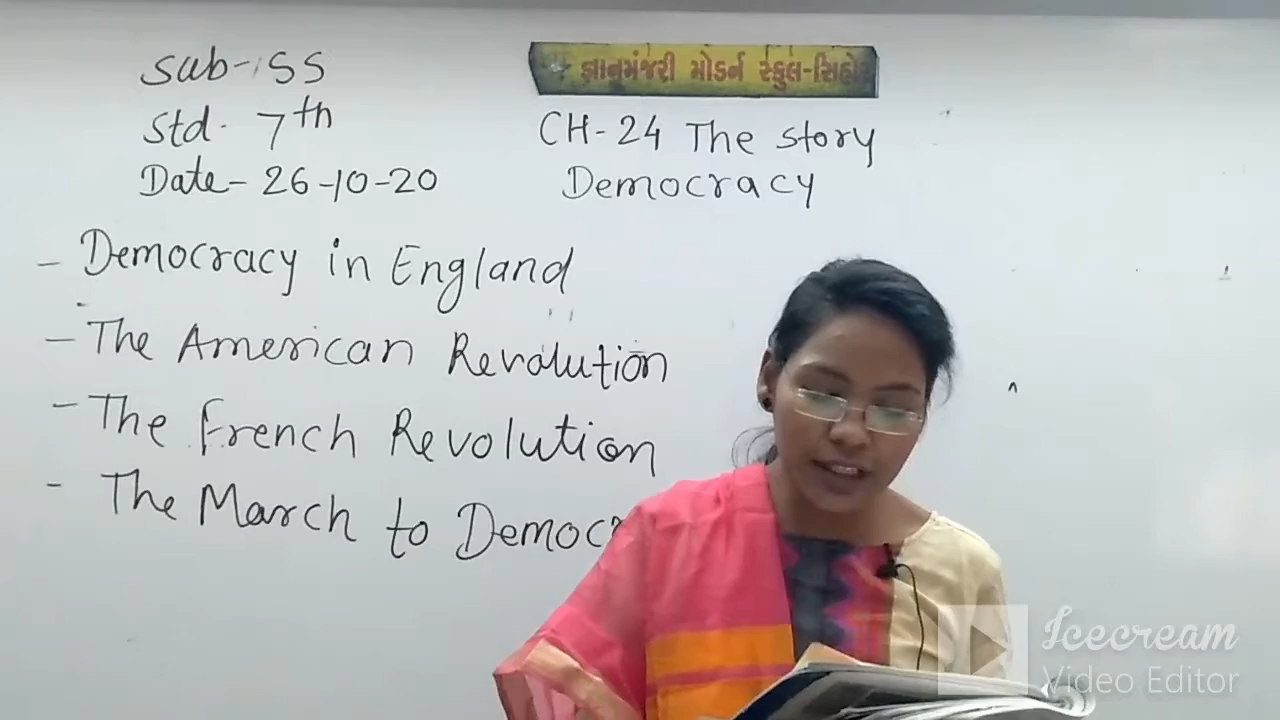 Sub- SS
Std. 7th
Date- 26-10-20
જ્ઞાનમંજરી મોડર્ન સ્કુલ-સિહોર
CH-24 The Story
Democracy
- Democracy in England
- The American Revolution
- The French Revolution
- The March to Democr
Icecream
Video Editor